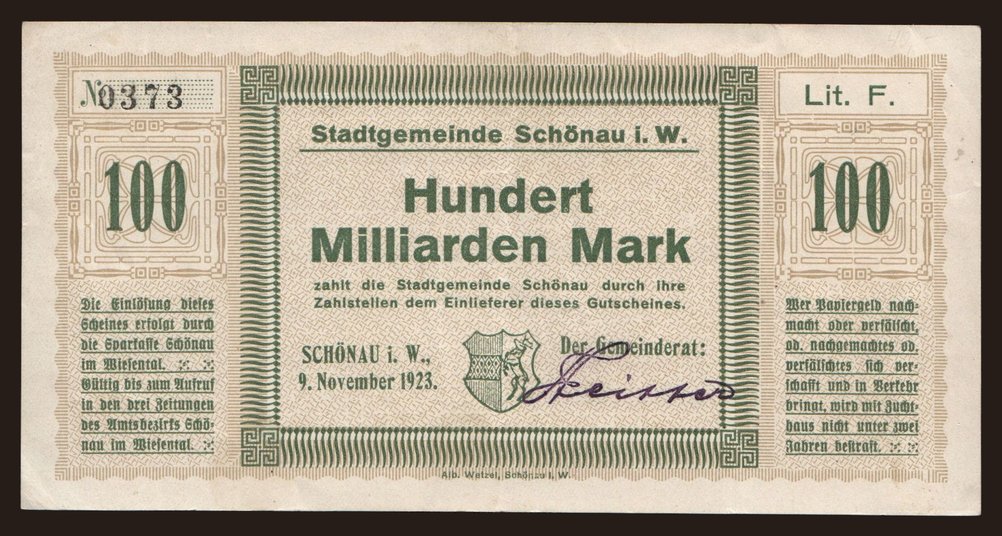 No 0373
Lit. F.
100
100
Stadtgemeinde Schönau i. W.
Hundert
Milliarden Mark
zahlt die Stadtgemeinde Schönau durch ihre
Zahlstellen dem Einlieferer dieses Gutscheines.
SCHÖNAU i. W.,
9. November 1923.
Der Gemeinderat:
Die Einlösung dieses
Scheines erfolgt durch
die Sparkasse Schönau
im Wiesental.
Gültig bis zum Aufruf
in den drei Zeitungen
des Amtsbezirks Schö-
nau im Wiesental.
Wer Papiergeld nach-
macht oder verfälscht,
od. nachgemachtes od.
verfälschtes sich ver-
schafft und in Verkehr
bringt, wird mit Zucht-
haus nicht unter zwei
Jahren bestraft.
Alb. Wetzel, Schönau i. W.